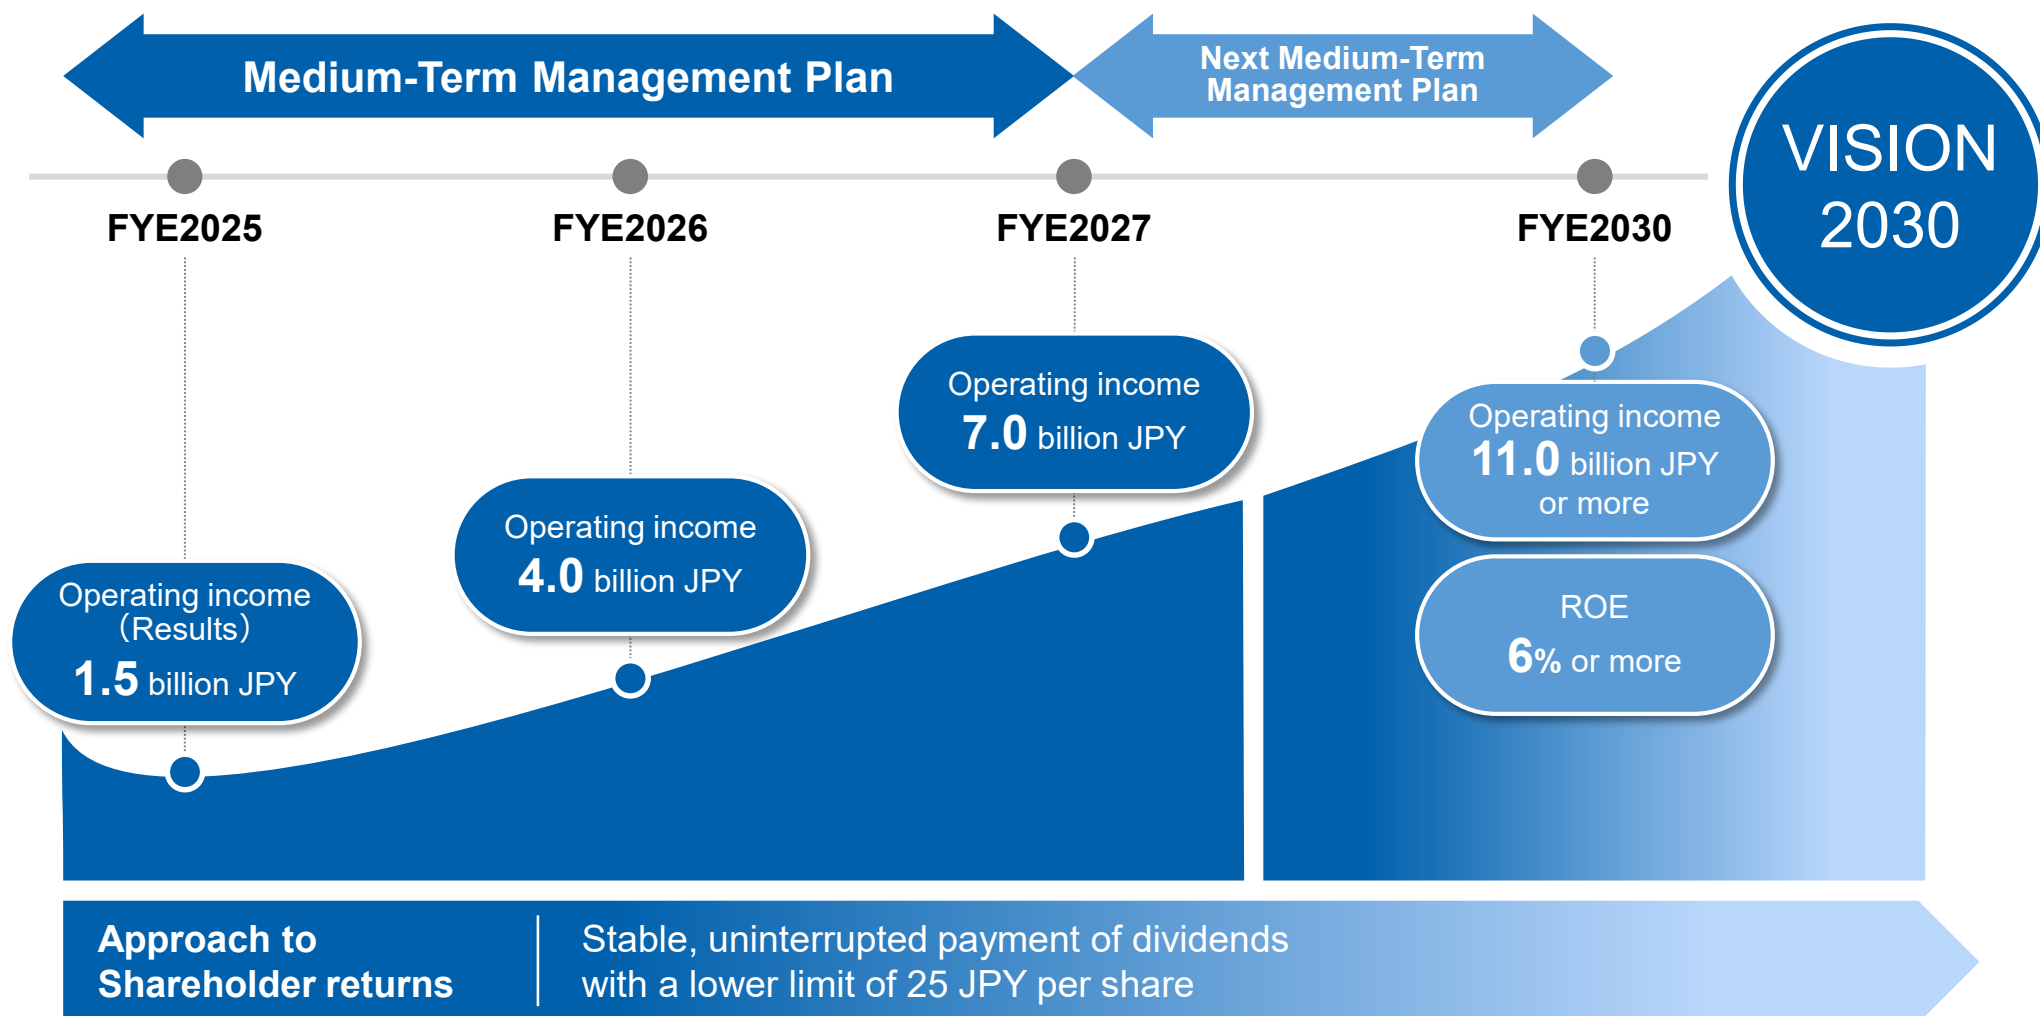 Medium-Term Management Plan
Next Medium-Term
Management Plan
VISION
2030
FYE2025
FYE2026
FYE2027
FYE2030
Operating income
（Results）
1.5 billion JPY
Operating income
4.0 billion JPY
Operating income
7.0 billion JPY
Operating income
11.0 billion JPY
or more
ROE
6% or more
Approach to
Shareholder returns
Stable, uninterrupted payment of dividends
with a lower limit of 25 JPY per share